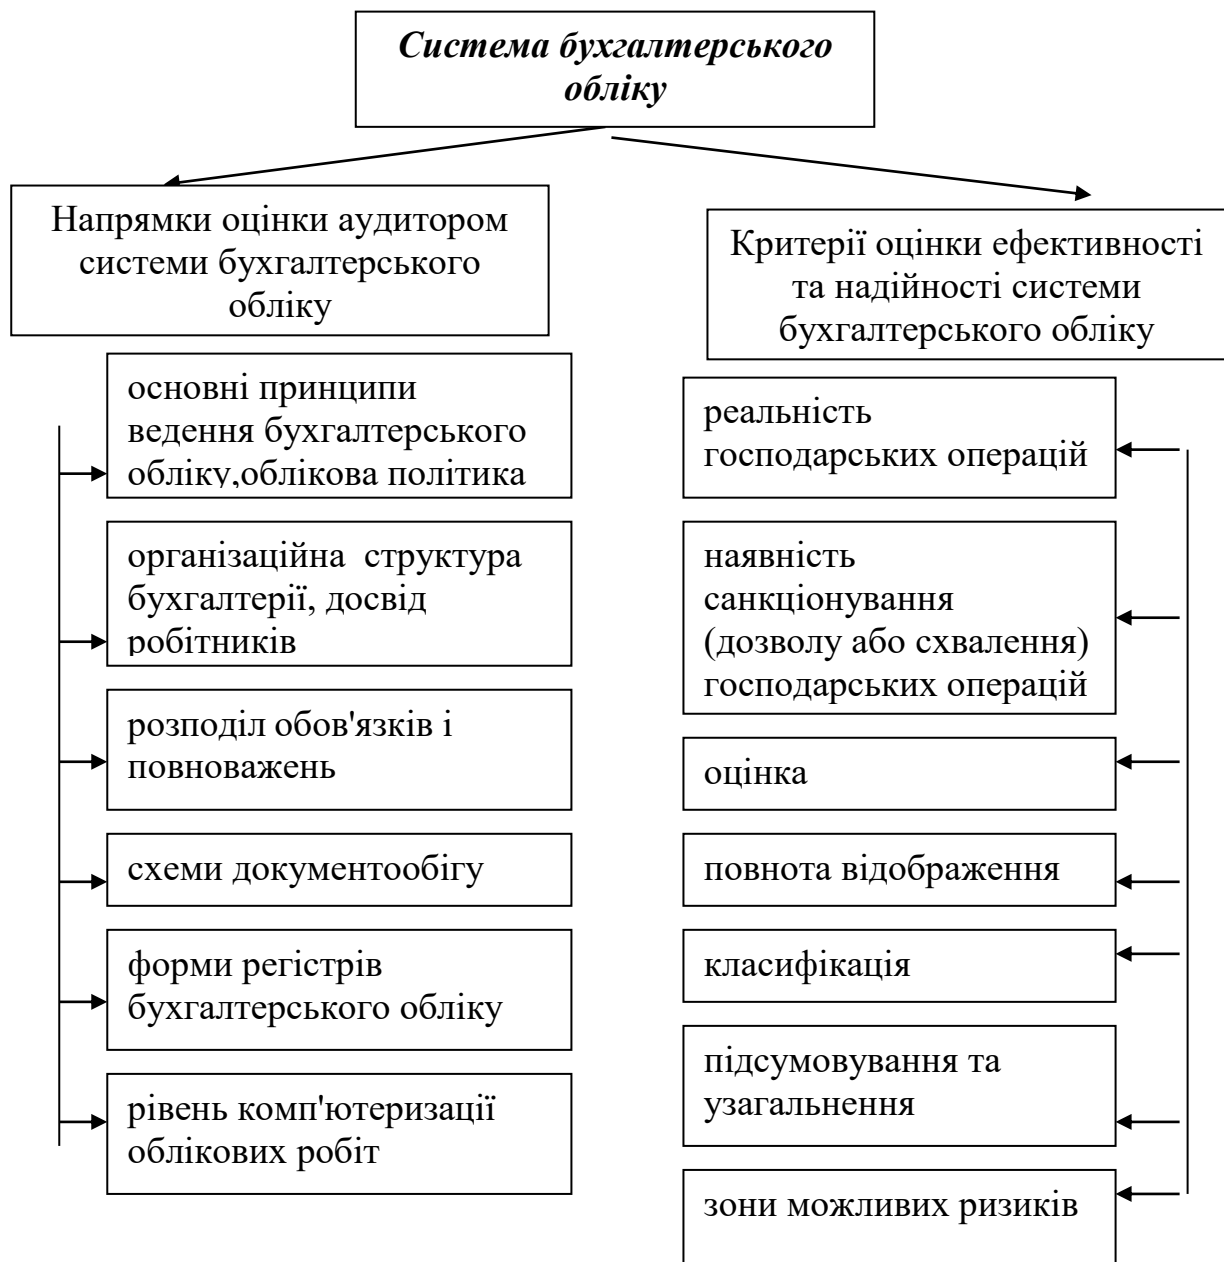 Система бухгалтерського
обліку
Напрямки оцінки аудитором
системи бухгалтерського
обліку
основні принципи
ведення бухгалтерського
обліку,облікова політика
організаційна  структура
бухгалтерії, досвід
робітників
розподіл обов'язків і
повноважень
схеми документообігу
форми регістрів
бухгалтерського обліку
рівень комп'ютеризації
облікових робіт
Критерії оцінки ефективності
та надійності системи
бухгалтерського обліку
реальність
господарських операцій
наявність
санкціонування
(дозволу або схвалення)
господарських операцій
оцінка
повнота відображення
класифікація
підсумовування та
узагальнення
зони можливих ризиків